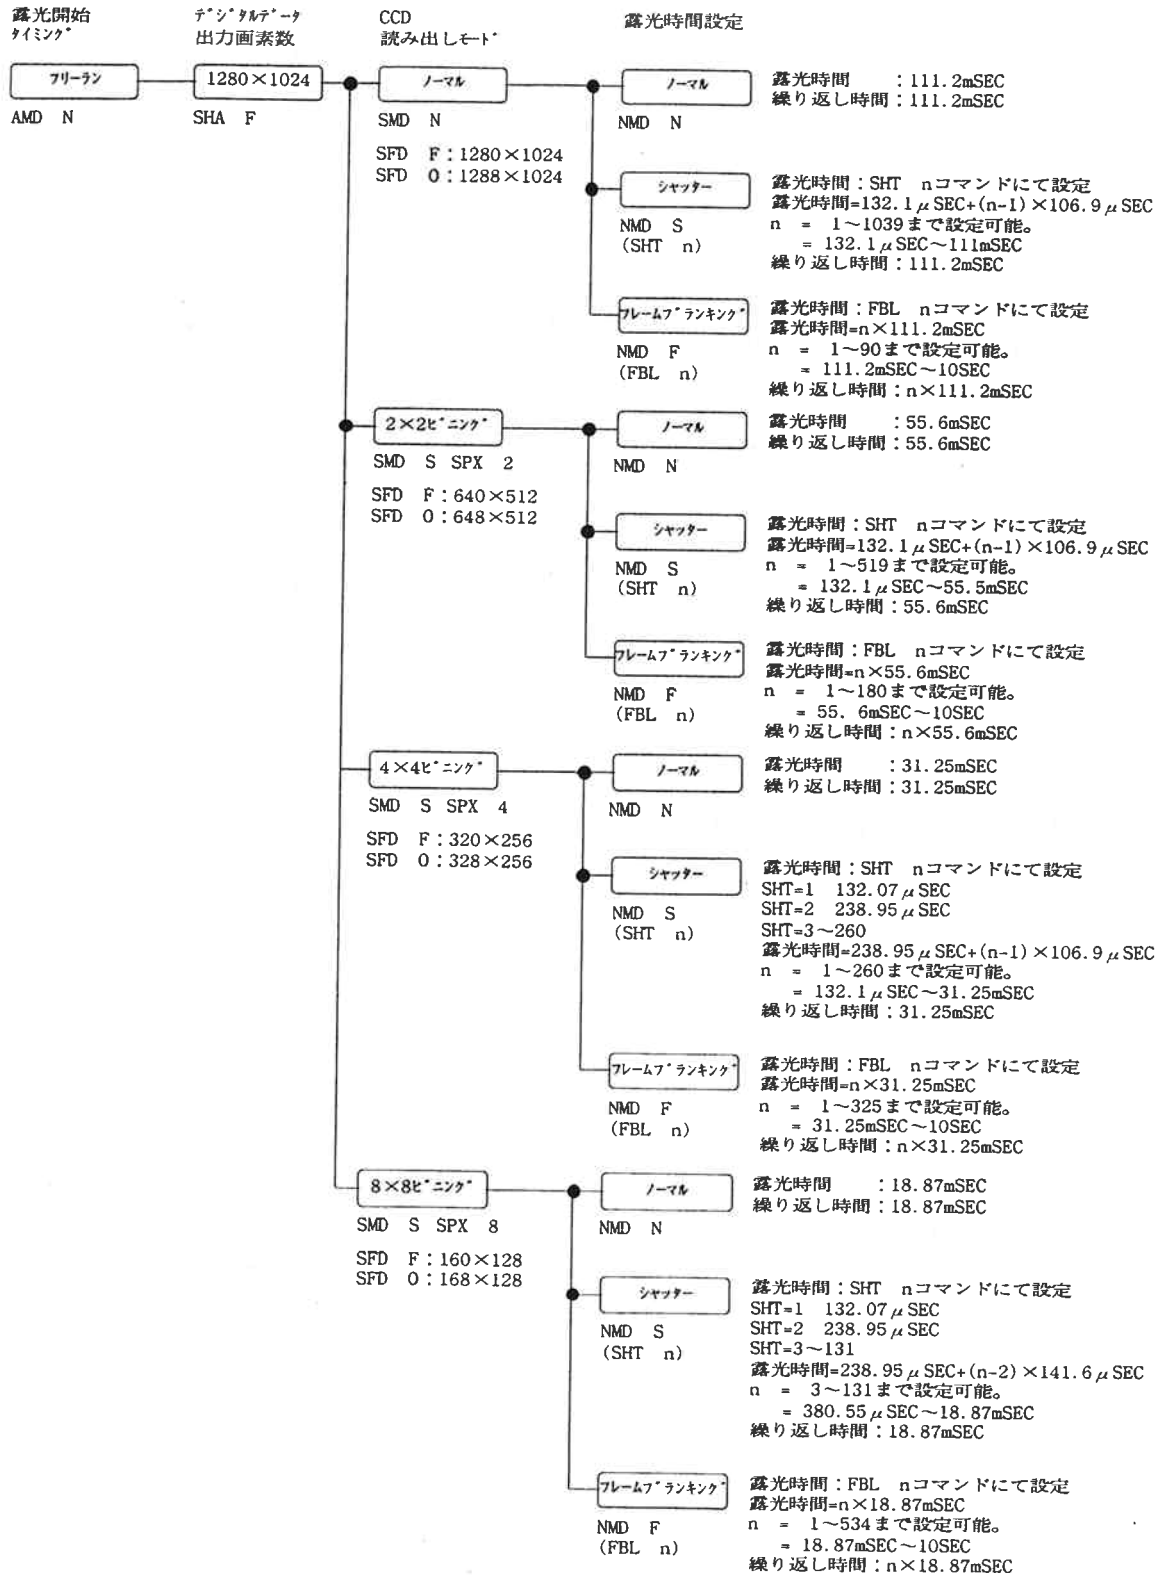 露光開始
ﾀｲﾐﾝｸﾞ
ﾃﾞｼﾞﾀﾙﾃﾞｰﾀ
出力画素数
CCD
読み出しﾓｰﾄﾞ
露光時間設定
フリーラン
AMD N
1280×1024
SHA F
ノーマル
SMD N
SFD F：1280×1024
SFD O：1288×1024
ノーマル
NMD N
露光時間 ：111.2mSEC
繰り返し時間：111.2mSEC
シャッター
NMD S
(SHT n)
露光時間：SHT nコマンドにて設定
露光時間=132.1μSEC+(n-1)×106.9μSEC
n = 1～1039まで設定可能。
= 132.1μSEC～111mSEC
繰り返し時間：111.2mSEC
ﾌﾚｰﾑﾌﾞﾗﾝｷﾝｸﾞ
NMD F
(FBL n)
露光時間：FBL nコマンドにて設定
露光時間=n×111.2mSEC
n = 1～90まで設定可能。
= 111.2mSEC～10SEC
繰り返し時間：n×111.2mSEC
2×2ﾋﾞﾆﾝｸﾞ
SMD S SPX 2
SFD F：640×512
SFD O：648×512
ノーマル
NMD N
露光時間 ：55.6mSEC
繰り返し時間：55.6mSEC
シャッター
NMD S
(SHT n)
露光時間：SHT nコマンドにて設定
露光時間=132.1μSEC+(n-1)×106.9μSEC
n = 1～519まで設定可能。
= 132.1μSEC～55.5mSEC
繰り返し時間：55.6mSEC
ﾌﾚｰﾑﾌﾞﾗﾝｷﾝｸﾞ
NMD F
(FBL n)
露光時間：FBL nコマンドにて設定
露光時間=n×55.6mSEC
n = 1～180まで設定可能。
= 55. 6mSEC～10SEC
繰り返し時間：n×55.6mSEC
4×4ﾋﾞﾆﾝｸﾞ
SMD S SPX 4
SFD F：320×256
SFD O：328×256
ノーマル
NMD N
露光時間 ：31.25mSEC
繰り返し時間：31.25mSEC
シャッター
NMD S
(SHT n)
露光時間：SHT nコマンドにて設定
SHT=1 132.07μSEC
SHT=2 238.95μSEC
SHT=3～260
露光時間=238.95μSEC+(n-1)×106.9μSEC
n = 1～260まで設定可能。
= 132.1μSEC～31.25mSEC
繰り返し時間：31.25mSEC
ﾌﾚｰﾑﾌﾞﾗﾝｷﾝｸﾞ
NMD F
(FBL n)
露光時間：FBL nコマンドにて設定
露光時間=n×31.25mSEC
n = 1～325まで設定可能。
= 31.25mSEC～10SEC
繰り返し時間：n×31.25mSEC
8×8ﾋﾞﾆﾝｸﾞ
SMD S SPX 8
SFD F：160×128
SFD O：168×128
ノーマル
NMD N
露光時間 ：18.87mSEC
繰り返し時間：18.87mSEC
シャッター
NMD S
(SHT n)
露光時間：SHT nコマンドにて設定
SHT=1 132.07μSEC
SHT=2 238.95μSEC
SHT=3～131
露光時間=238.95μSEC+(n-2)×141.6μSEC
n = 3～131まで設定可能。
= 380.55μSEC～18.87mSEC
繰り返し時間：18.87mSEC
ﾌﾚｰﾑﾌﾞﾗﾝｷﾝｸﾞ
NMD F
(FBL n)
露光時間：FBL nコマンドにて設定
露光時間=n×18.87mSEC
n = 1～534まで設定可能。
= 18.87mSEC～10SEC
繰り返し時間：n×18.87mSEC